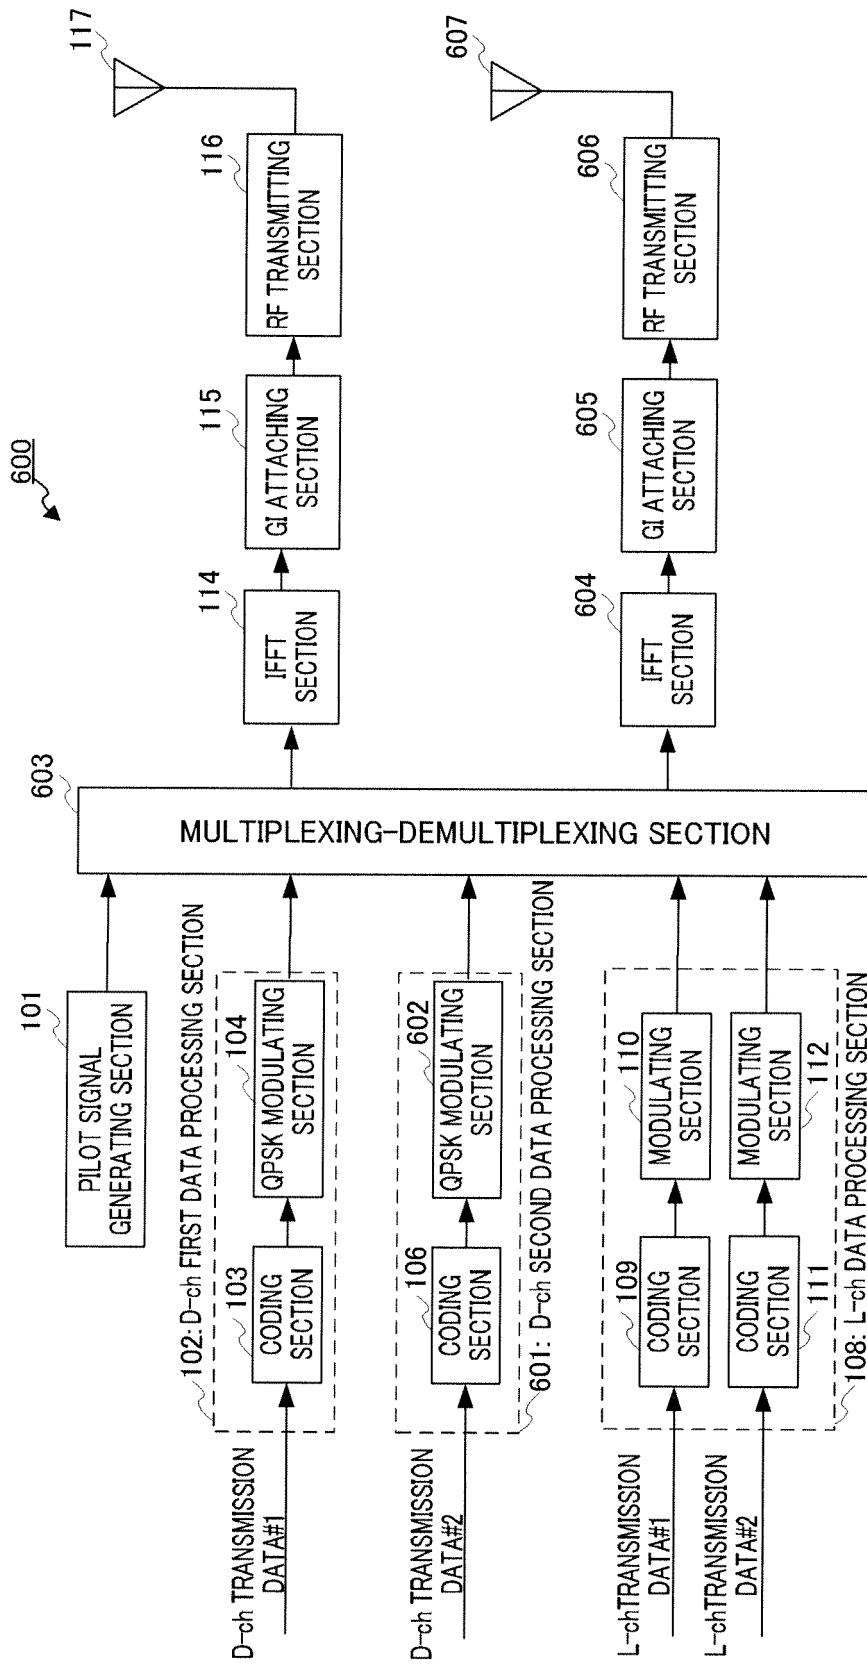 600
101
PILOT SIGNAL
GENERATING SECTION
102: D-ch FIRST DATA PROCESSING SECTION
D-ch TRANSMISSION
DATA#1
103
CODING
SECTION
104
QPSK MODULATING
SECTION
D-ch TRANSMISSION
DATA#2
106
CODING
SECTION
602
QPSK MODULATING
SECTION
601: D-ch SECOND DATA PROCESSING SECTION
L-chTRANSMISSION
DATA#1
109
CODING
SECTION
110
MODULATING
SECTION
L-chTRANSMISSION
DATA#2
CODING
SECTION
111
MODULATING
SECTION
112
108: L-ch DATA PROCESSING SECTION
603
MULTIPLEXING-DEMULTIPLEXING SECTION
114
IFFT
SECTION
115
GI ATTACHING
SECTION
116
RF TRANSMITTING
SECTION
117
604
IFFT
SECTION
605
GI ATTACHING
SECTION
606
RF TRANSMITTING
SECTION
607